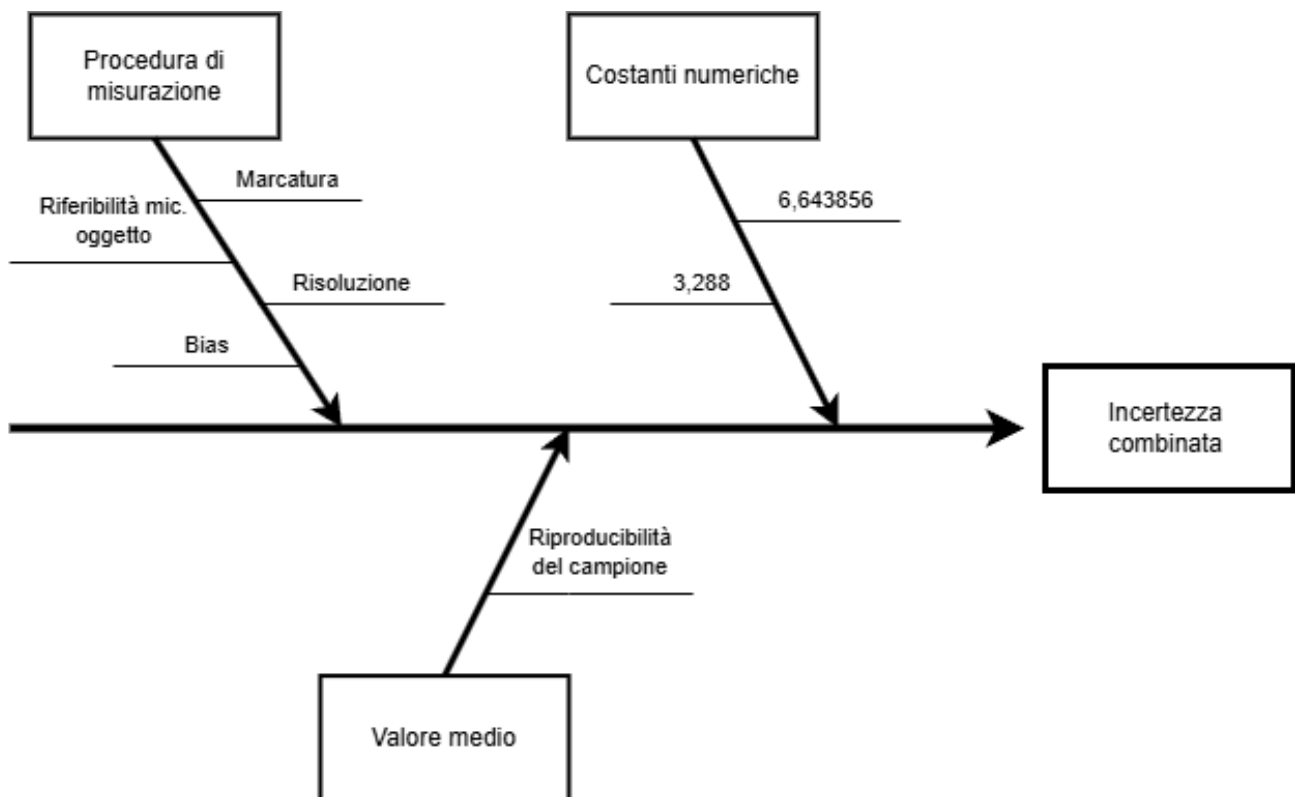 Procedura di
misurazione
Costanti numeriche
Marcatura
Riferibilità mic.
oggetto
6,643856
Risoluzione
3,288
Bias
Incertezza
combinata
Riproducibilità
del campione
Valore medio